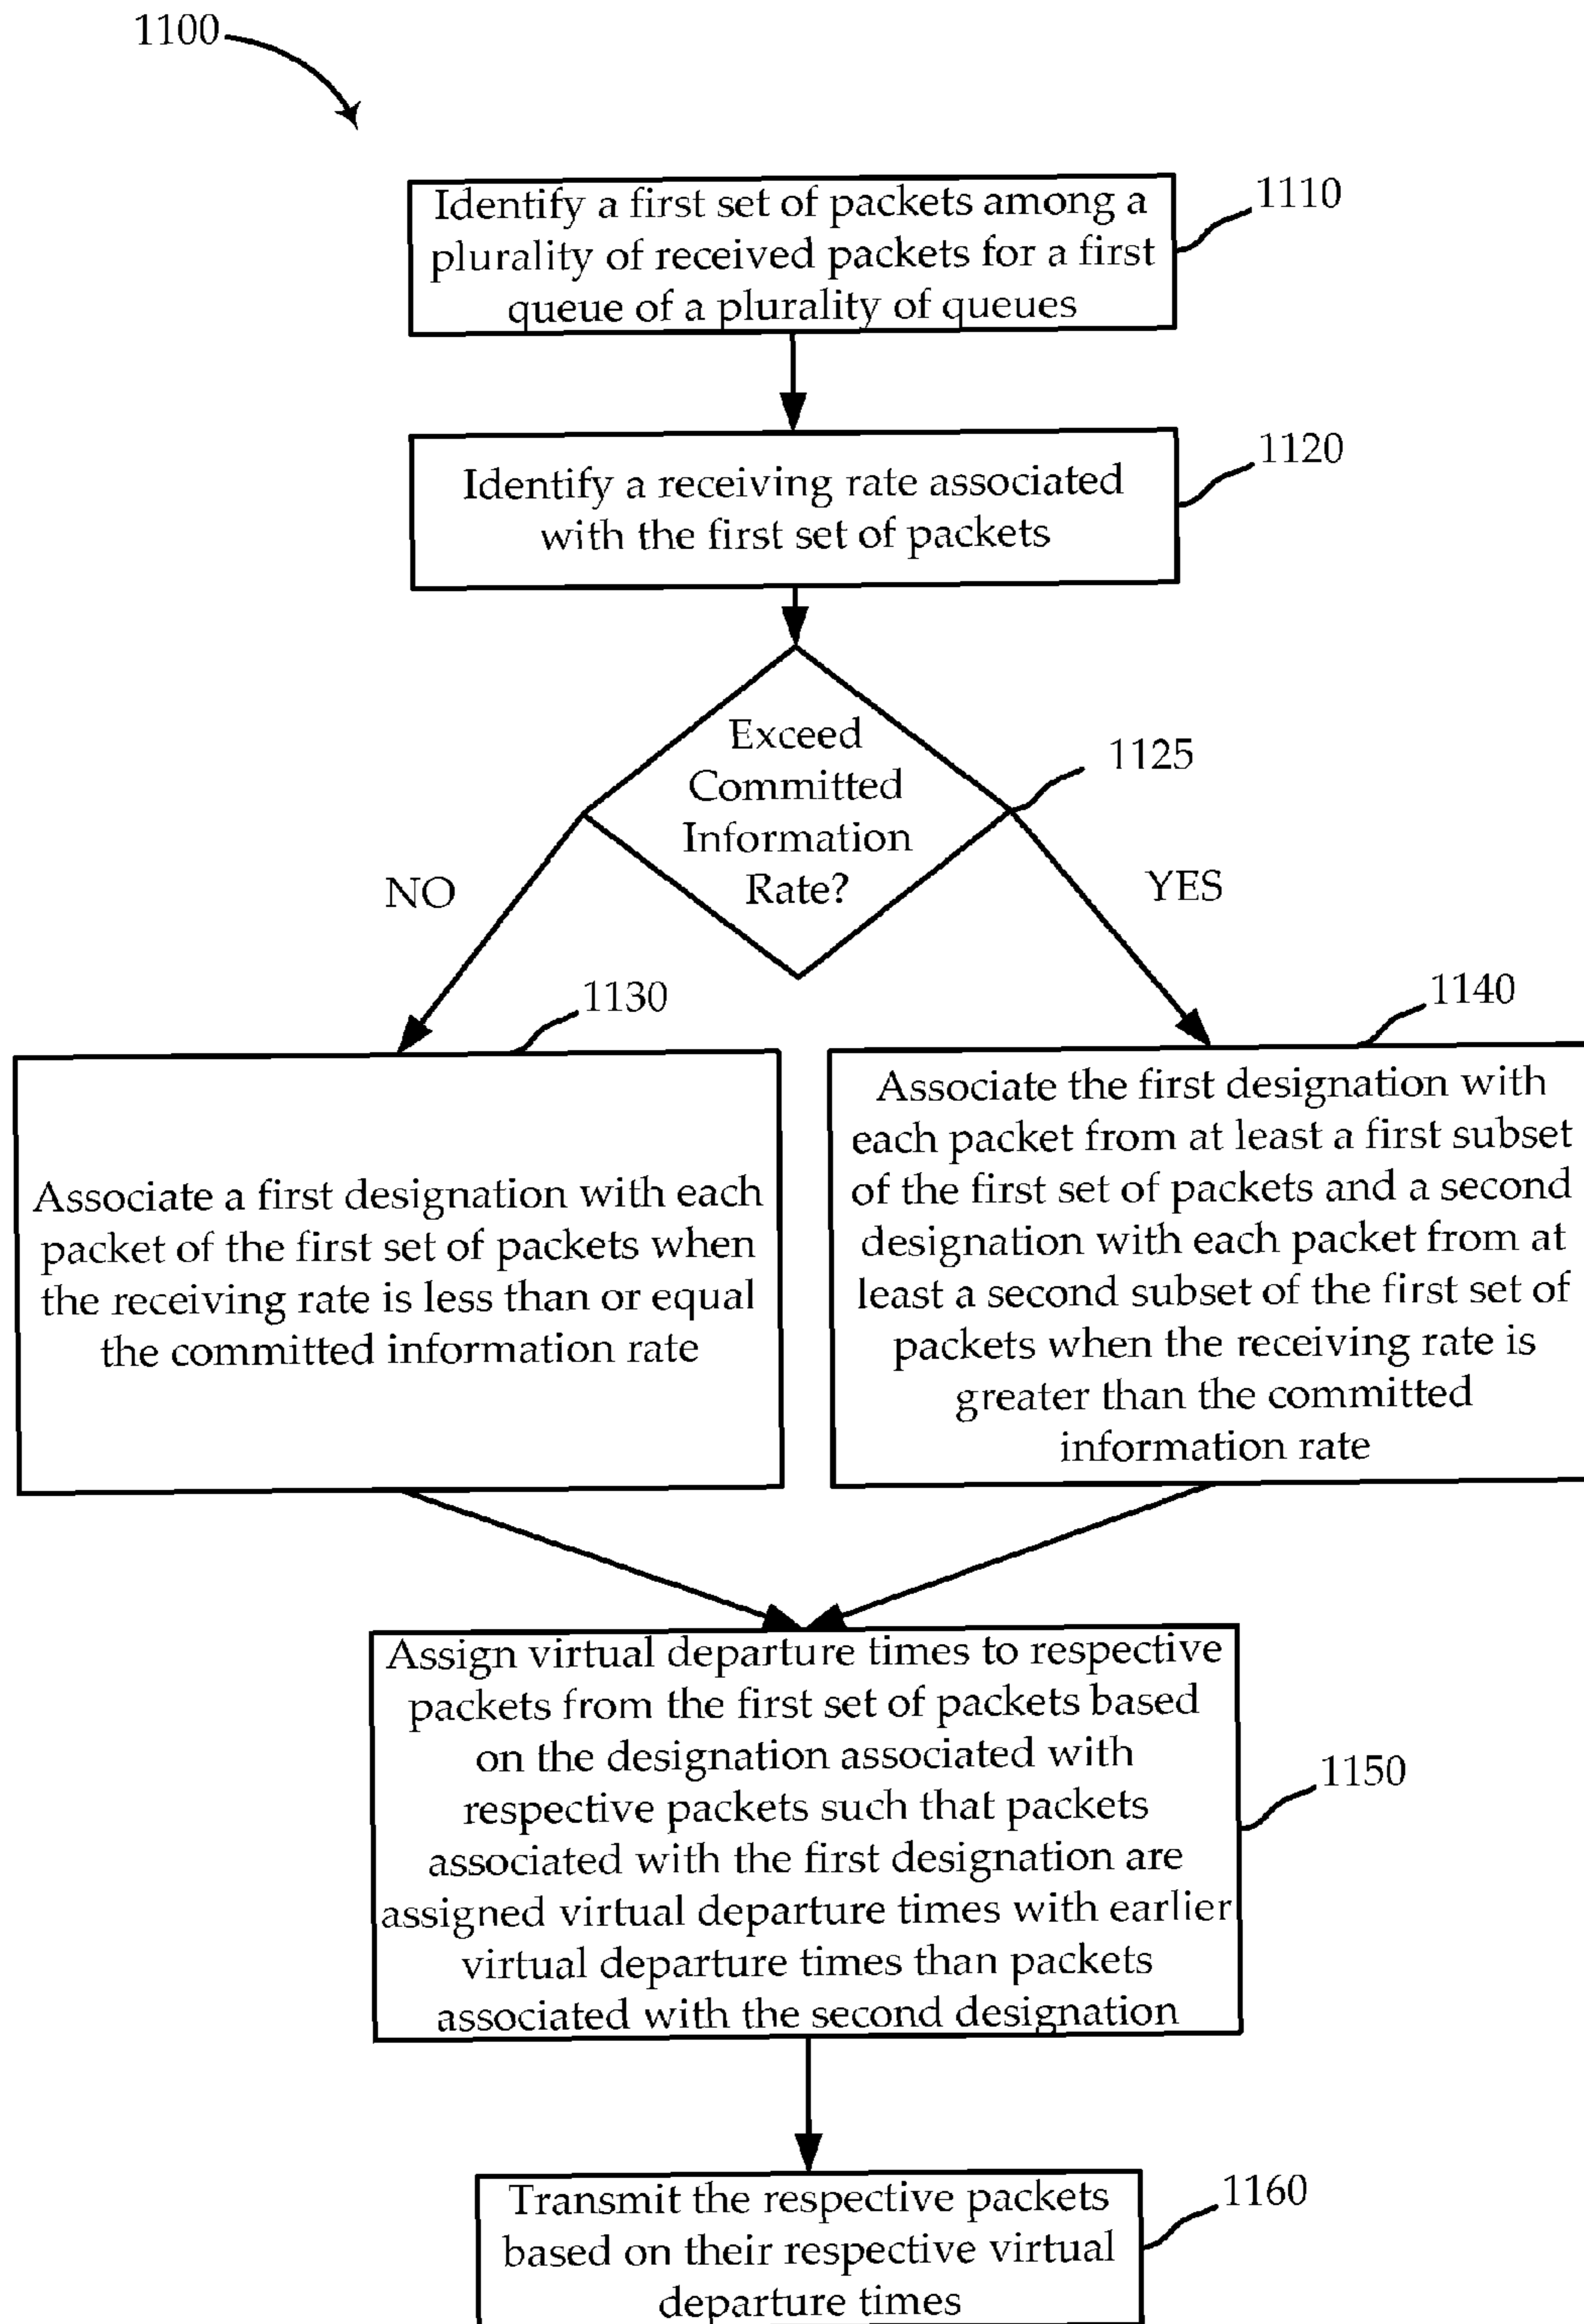 1100
Identify a first set of packets among a
plurality of received packets for a first
queue of a plurality of queues
1110
Identify a receiving rate associated
with the first set of packets
1120
Exceed
Committed
Information
Rate?
1125
NO
YES
1130
Associate a first designation with each
packet of the first set of packets when
the receiving rate is less than or equal
the committed information rate
1140
Associate the first designation with
each packet from at least a first subset
of the first set of packets and a second
designation with each packet from at
least a second subset of the first set of
packets when the receiving rate is
greater than the committed
information rate
Assign virtual departure times to respective
packets from the first set of packets based
on the designation associated with
respective packets such that packets
associated with the first designation are
assigned virtual departure times with earlier
virtual departure times than packets
associated with the second designation
1150
Transmit the respective packets
based on their respective virtual
departure times
1160